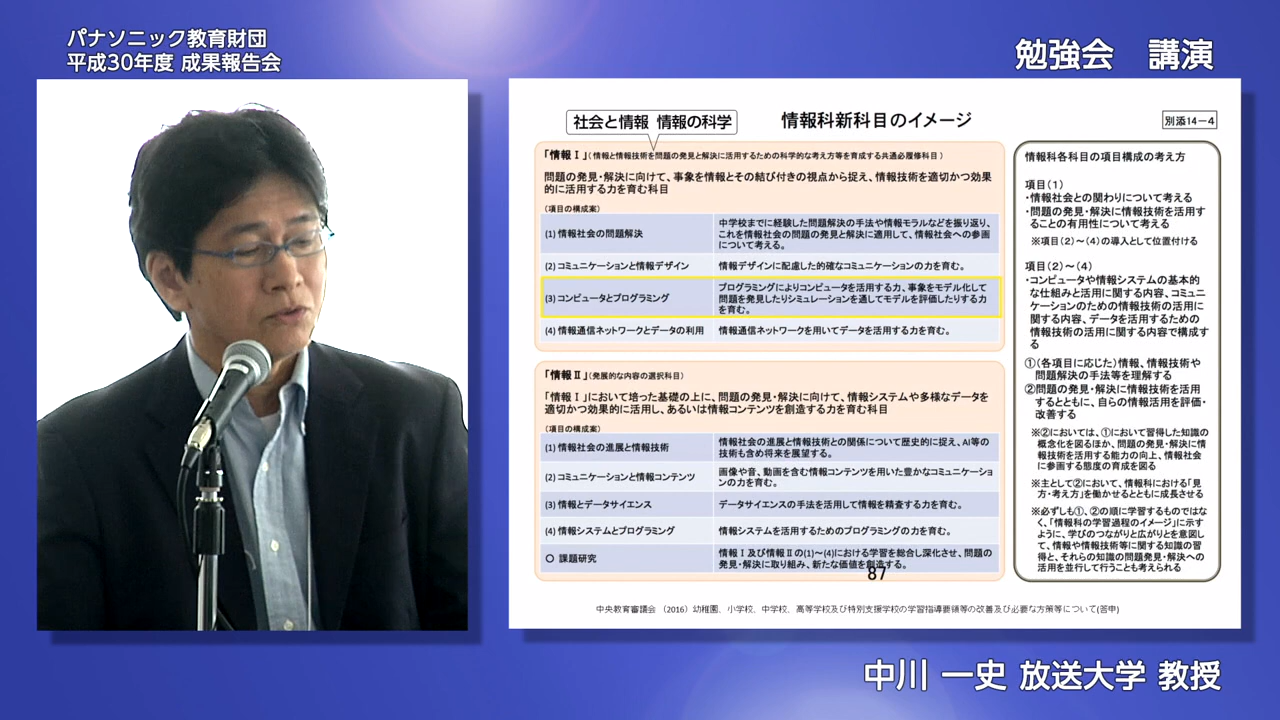 パナソニック教育財団
平成30年度 成果報告会
勉強会　講演
社会と情報 情報の科学
情報科新科目のイメージ
別添14-4
「情報Ⅰ」(情報と情報技術を問題の発見と解決に活用するための科学的な考え方等を育成する共通必履修科目)
問題の発見・解決に向けて、事象を情報とその結び付きの視点から捉え、情報技術を適切かつ効果
的に活用する力を育む科目
(項目の構成案)
(1) 情報社会の問題解決
中学校までに経験した問題解決の手法や情報モラルなどを振り返り、
これを情報社会の問題の発見と解決に適用して、情報社会への参画
について考える。
(2) コミュニケーションと情報デザイン
情報デザインに配慮した的確なコミュニケーションの力を育む。
(3) コンピュータとプログラミング
プログラミングによりコンピュータを活用する力、事象をモデル化して
問題を発見したりシミュレーションを通してモデルを評価したりする力
を育む。
(4) 情報通信ネットワークとデータの利用
情報通信ネットワークを用いてデータを活用する力を育む。
「情報Ⅱ」(発展的な内容の選択科目)
「情報Ⅰ」において培った基礎の上に、問題の発見・解決に向けて、情報システムや多様なデータを
適切かつ効果的に活用し、あるいは情報コンテンツを創造する力を育む科目
(項目の構成案)
(1) 情報社会の進展と情報技術
情報社会の進展と情報技術との関係について歴史的に捉え、AI等の
技術も含め将来を展望する。
(2) コミュニケーションと情報コンテンツ
画像や音、動画を含む情報コンテンツを用いた豊かなコミュニケーショ
ンの力を育む。
(3) 情報とデータサイエンス
データサイエンスの手法を活用して情報を精査する力を育む。
(4) 情報システムとプログラミング
情報システムを活用するためのプログラミングの力を育む。
〇 課題研究
情報Ⅰ及び情報Ⅱの(1)～(4)における学習を総合し深化させ、問題の
発見・解決に取り組み、新たな価値を創造する。
87
情報科各科目の項目構成の考え方
項目(1)
・情報社会との関わりについて考える
・問題の発見・解決に情報技術を活用す
ることの有用性について考える
※項目(2)～(4)の導入として位置付ける
項目(2)～(4)
・コンピュータや情報システムの基本的
な仕組みと活用に関する内容、コミュニ
ケーションのための情報技術の活用に
関する内容、データを活用するための
情報技術の活用に関する内容で構成す
る
①(各項目に応じた)情報、情報技術や
問題解決の手法等を理解する
②問題の発見・解決に情報技術を活用
するとともに、自らの情報活用を評価・
改善する
※②においては、①において習得した知識の
概念化を図るほか、問題の発見・解決に情
報技術を活用する能力の向上、情報社会
に参画する態度の育成を図る
※主として②において、情報科における「見
方・考え方」を働かせるとともに成長させる
※必ずしも①、②の順に学習するものではな
く、「情報科の学習過程のイメージ」に示す
ように、学びのつながりと広がりとを意図し
て、情報や情報技術等に関する知識の習
得と、それらの知識の問題発見・解決への
活用を並行して行うことも考えられる
中央教育審議会 (2016) 幼稚園、小学校、中学校、高等学校及び特別支援学校の学習指導要領等の改善及び必要な方策等について(答申)
中川 一史 放送大学 教授